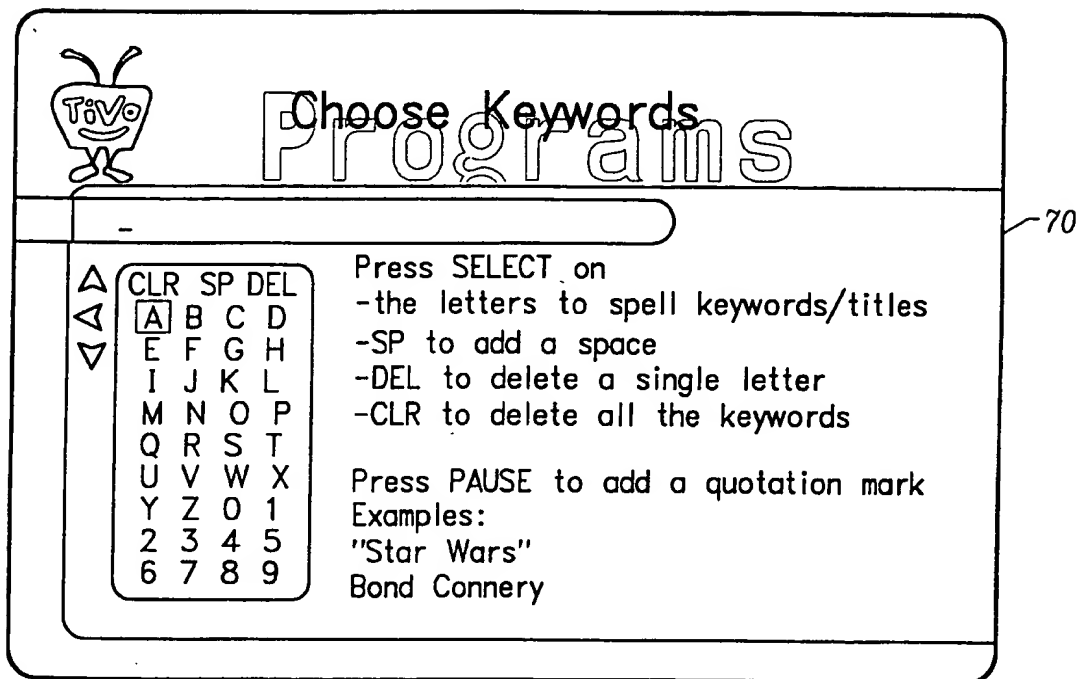 TiVo
Choose Keywords
Programs
70
_
CLR SP DEL
A B C D
E F G H
I J K L
M N O P
Q R S T
U V W X
Y Z 0 1
2 3 4 5
6 7 8 9
Press SELECT on
-the letters to spell keywords/titles
-SP to add a space
-DEL to delete a single letter
-CLR to delete all the keywords
Press PAUSE to add a quotation mark
Examples:
"Star Wars"
Bond Connery